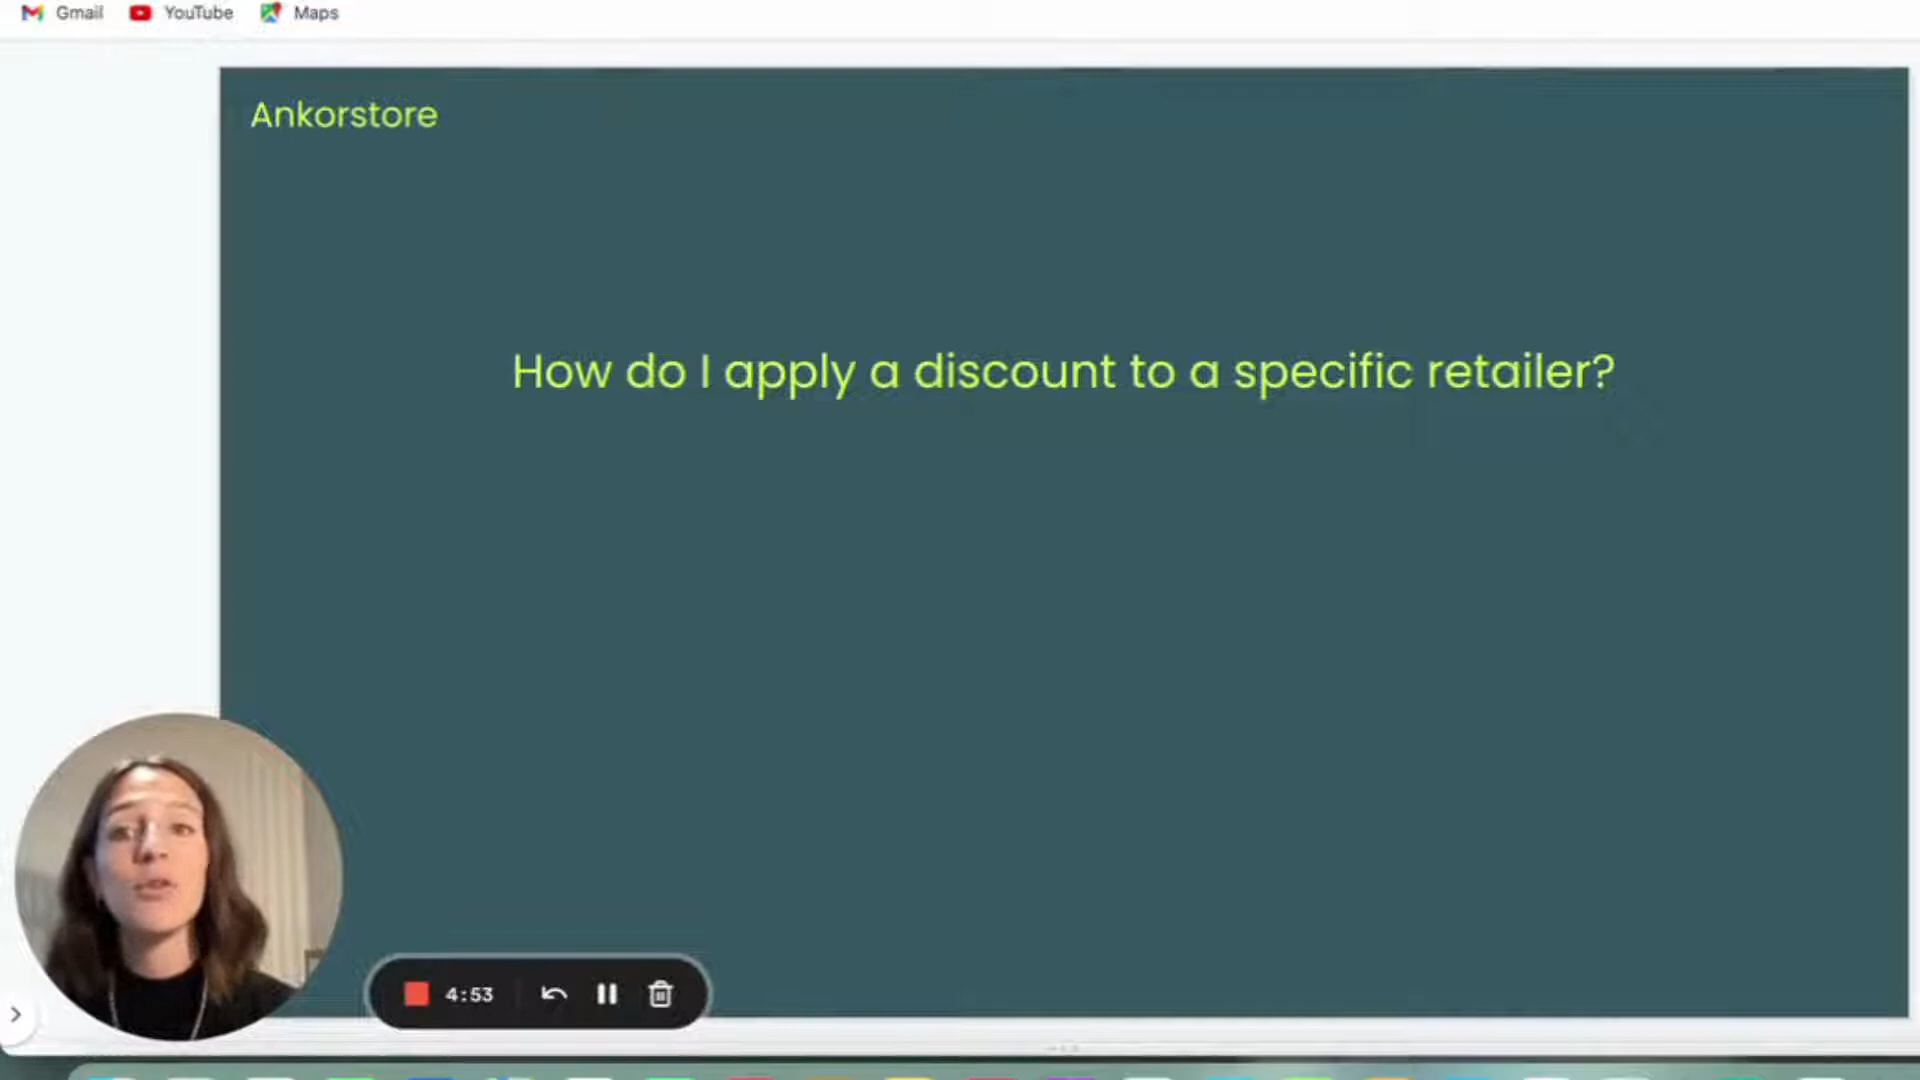 Gmail YouTube Maps
Ankorstore
How do I apply a discount to a specific retailer?
4:53